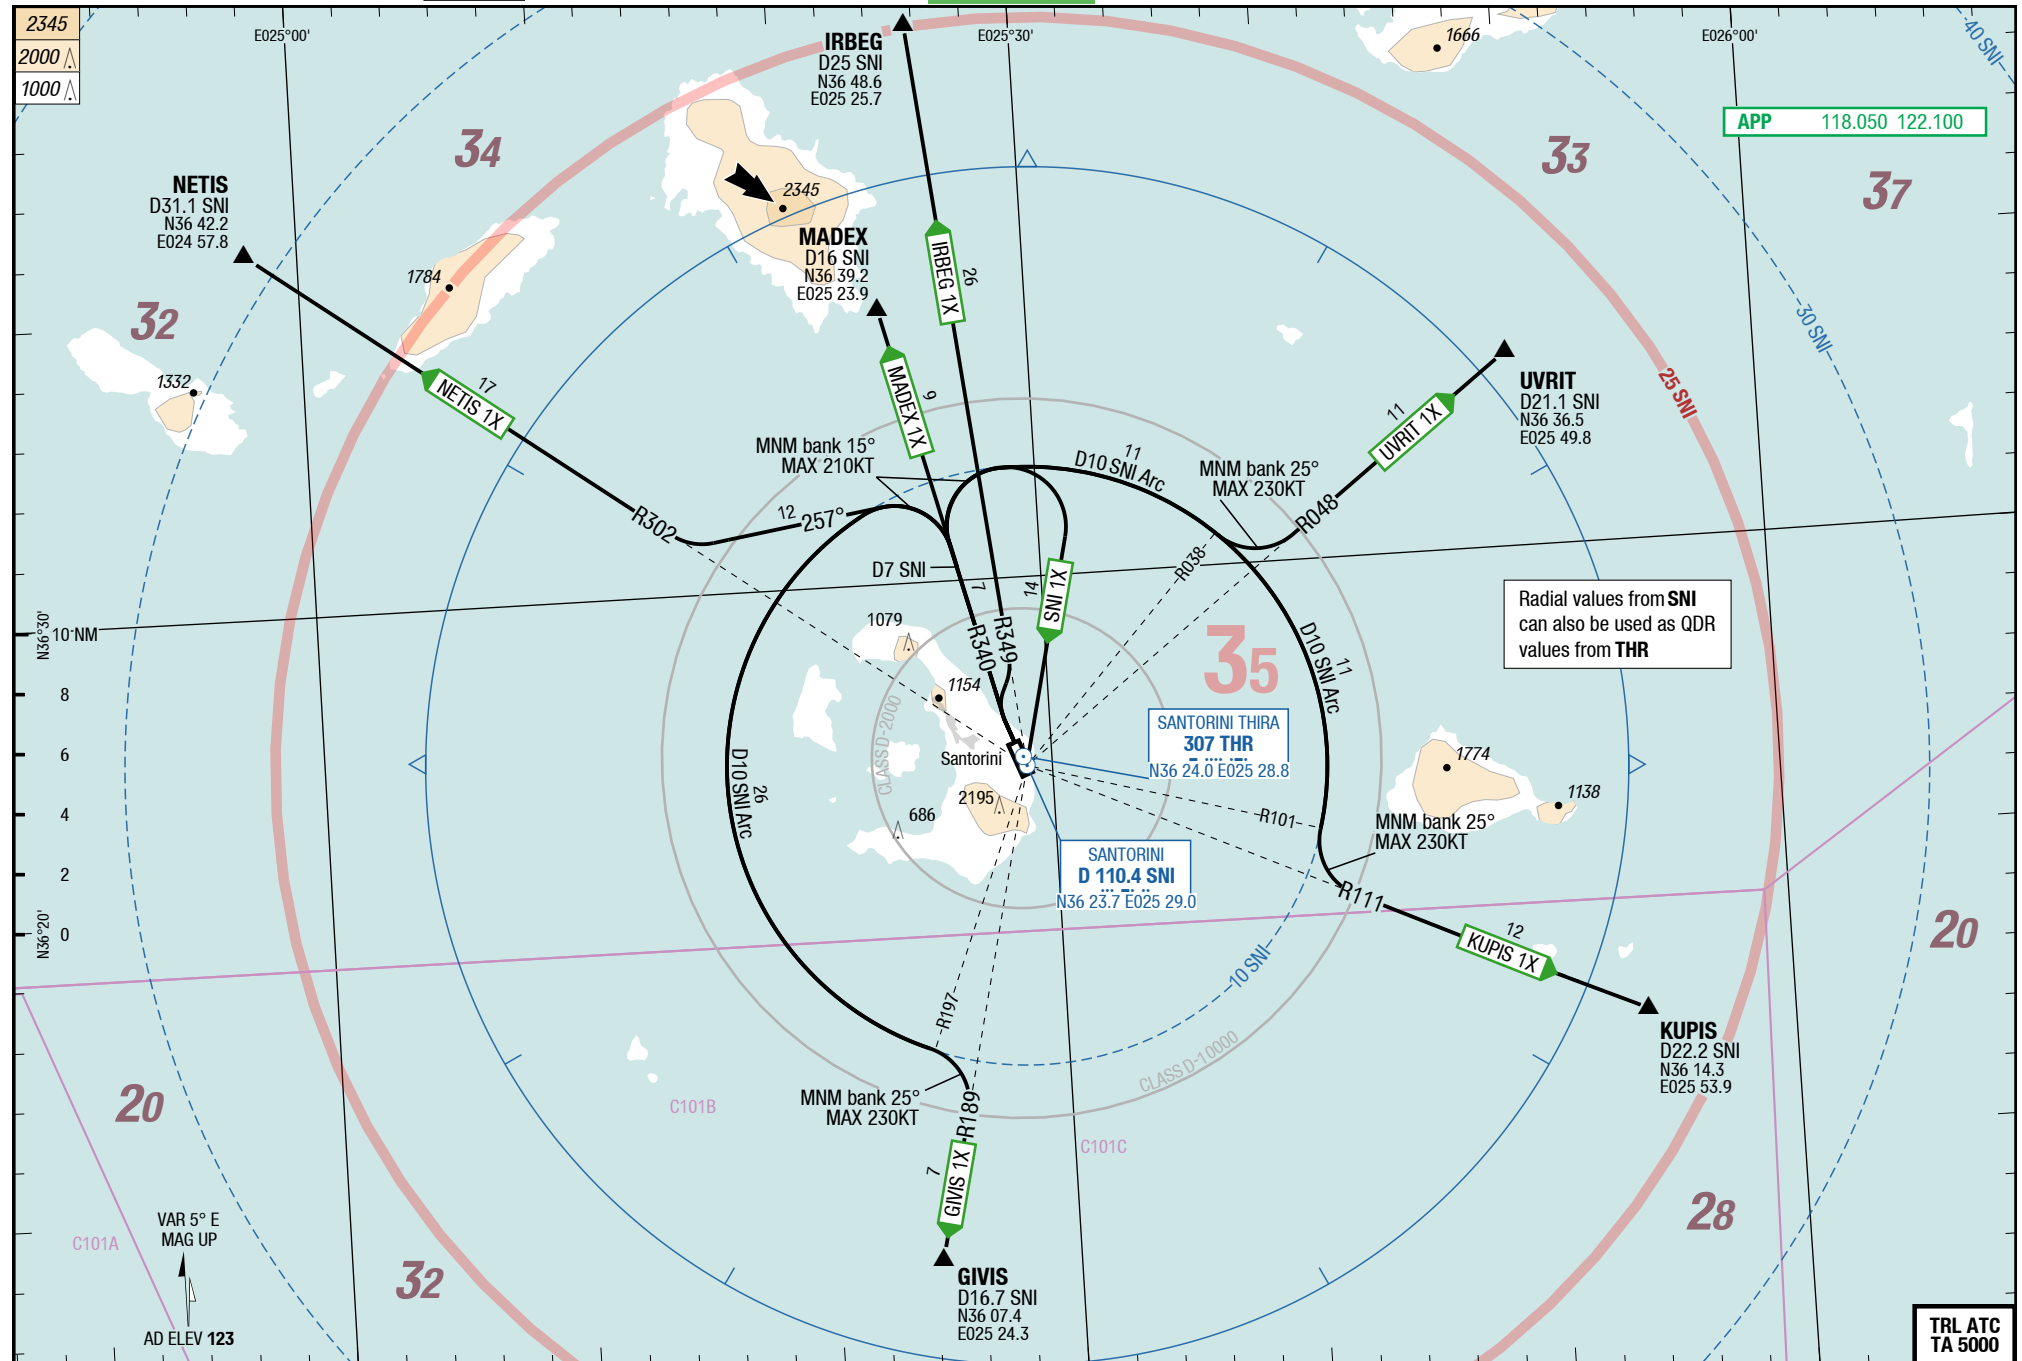 2345
2000
1000
E025°00'
E025°30'
E026°00'
40 SNI
IRBEG
D25 SNI
N36 48.6
E025 25.7
1666
APP 118.050 122.100
34
33
37
NETIS
D31.1 SNI
N36 42.2
E024 57.8
2345
MADEX
D16 SNI
N36 39.2
E025 23.9
IRBEG 1X
26
1784
32
30 SNI
1332
17
NETIS 1X
9
MADEX 1X
25 SNI
UVRIT
D21.1 SNI
N36 36.5
E025 49.8
11
UVRIT 1X
MNM bank 15°
MAX 210KT
11
D10 SNI Arc
MNM bank 25°
MAX 230KT
R302
12
257°
R048
R038
D7 SNI
7
14
SNI 1X
Radial values from SNI
can also be used as QDR
values from THR
N36°30'
10 NM
8
6
4
2
0
N36°20'
1079
R340
R349
35
D10 SNI Arc
11
1154
CLASS D-2000
Santorini
SANTORINI THIRA
307 THR
N36 24.0 E025 28.8
1774
1138
D10 SNI Arc
26
2195
686
R101
MNM bank 25°
MAX 230KT
SANTORINI
D 110.4 SNI
N36 23.7 E025 29.0
R111
12
KUPIS 1X
20
10 SNI
R197
KUPIS
D22.2 SNI
N36 14.3
E025 53.9
CLASS D-10000
20
C101B
MNM bank 25°
MAX 230KT
R189
C101C
7
GIVIS 1X
28
VAR 5° E
MAG UP
C101A
32
GIVIS
D16.7 SNI
N36 07.4
E025 24.3
AD ELEV 123
TRL ATC
TA 5000